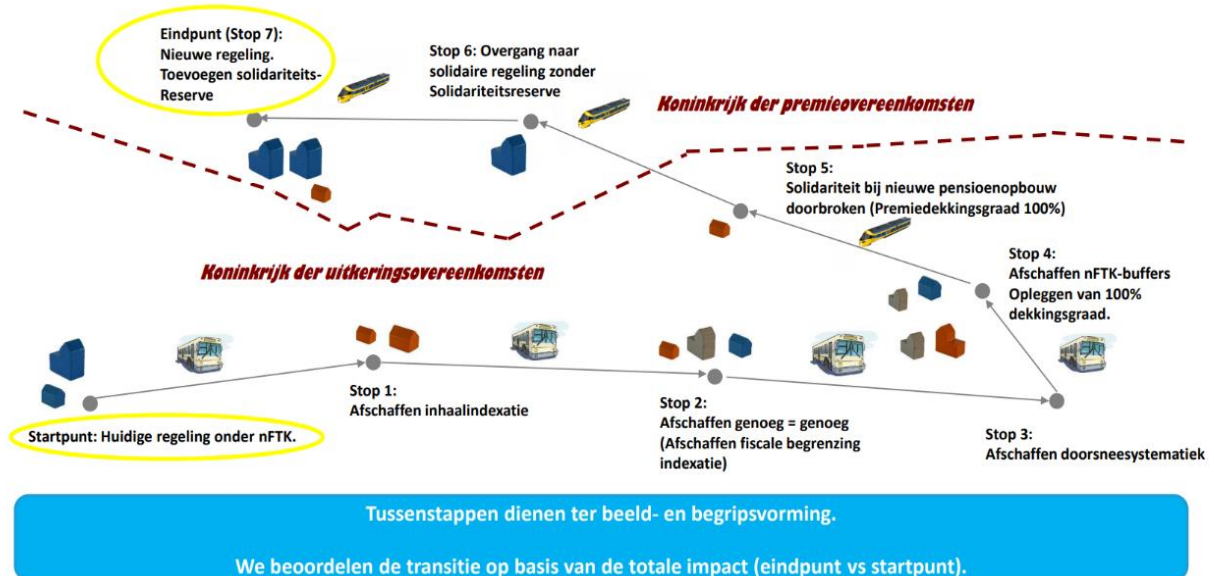 Eindpunt (Stop 7):
Nieuwe regeling.
Toevoegen solidariteits-
Reserve
Stop 6: Overgang naar
solidaire regeling zonder
Solidariteitsreserve
Koninkrijk der premieovereenkomsten
Stop 5:
Solidariteit bij nieuwe pensioenopbouw
doorbroken (Premiedekkingsgraad 100%)
Koninkrijk der uitkeringsovereenkomsten
Stop 4:
Afschaffen nFTK-buffers
Opleggen van 100%
dekkingsgraad.
Startpunt: Huidige regeling onder nFTK.
Stop 1:
Afschaffen inhaalindexatie
Stop 2:
Afschaffen genoeg = genoeg
(Afschaffen fiscale begrenzing
indexatie)
Stop 3:
Afschaffen doorsneesystematiek
Tussenstappen dienen ter beeld- en begripsvorming.
We beoordelen de transitie op basis van de totale impact (eindpunt vs startpunt).